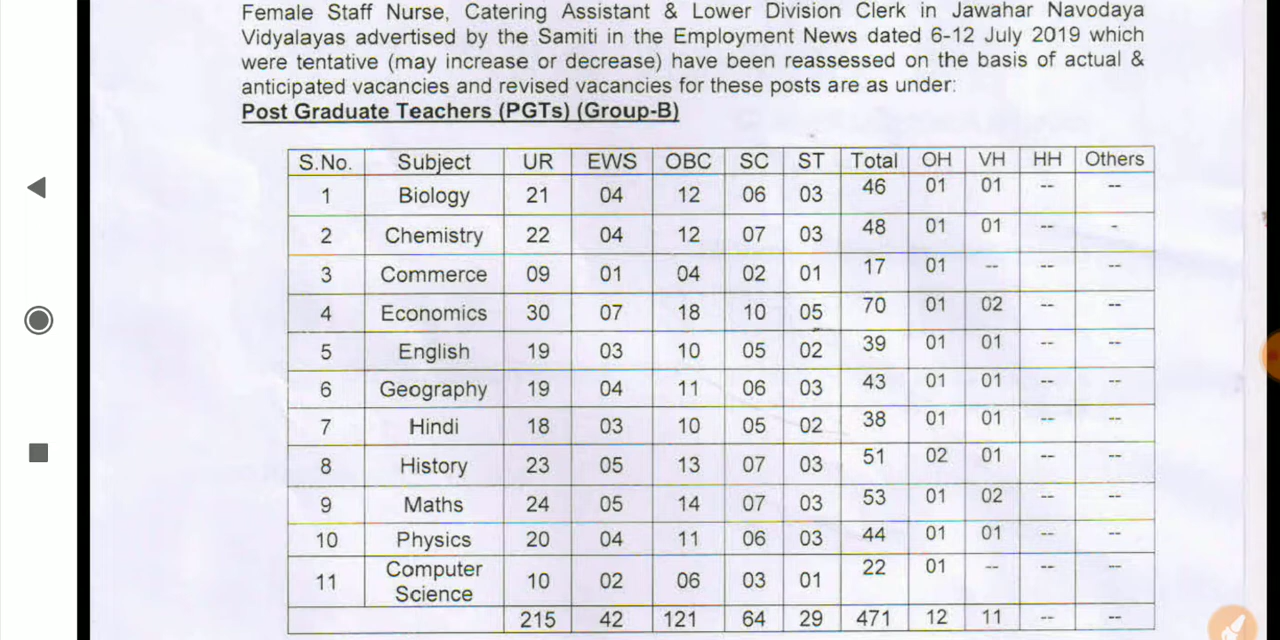 Female Staff Nurse, Catering Assistant & Lower Division Clerk in Jawahar Navodaya
Vidyalayas advertised by the Samiti in the Employment News dated 6-12 July 2019 which
were tentative (may increase or decrease) have been reassessed on the basis of actual &
anticipated vacancies and revised vacancies for these posts are as under:
Post Graduate Teachers (PGTs) (Group-B)
S.No. Subject UR EWS OBC SC ST Total OH VH HH Others
1 Biology 21 04 12 06 03 46 01 01 -- --
2 Chemistry 22 04 12 07 03 48 01 01 -- -
3 Commerce 09 01 04 02 01 17 01 -- -- --
4 Economics 30 07 18 10 05 70 01 02 -- --
5 English 19 03 10 05 02 39 01 01 -- --
6 Geography 19 04 11 06 03 43 01 01 -- --
7 Hindi 18 03 10 05 02 38 01 01 -- --
8 History 23 05 13 07 03 51 02 01 -- --
9 Maths 24 05 14 07 03 53 01 02 -- --
10 Physics 20 04 11 06 03 44 01 01 -- --
11 Computer Science 10 02 06 03 01 22 01 -- -- --
215 42 121 64 29 471 12 11 -- --